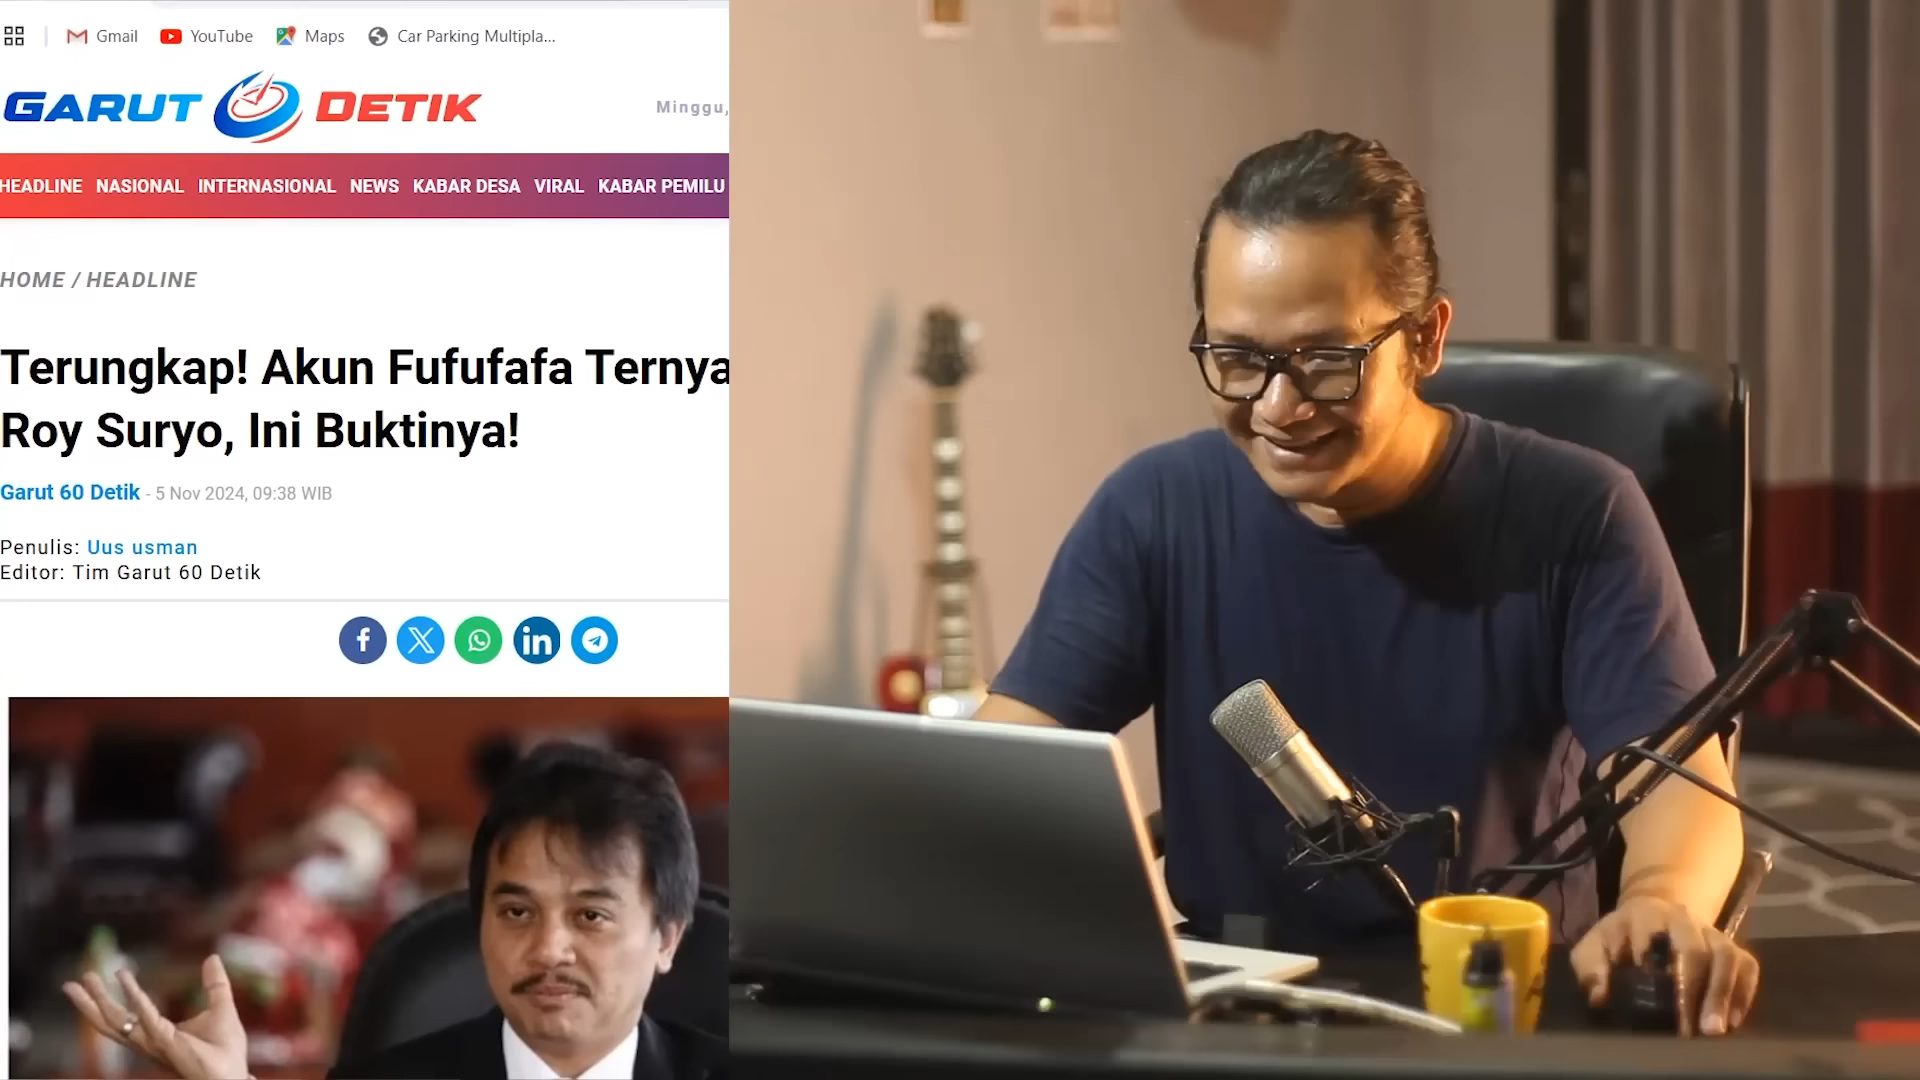 Gmail YouTube Maps Car Parking Multipla...
GARUT DETIK
Minggu,
HEADLINE NASIONAL INTERNASIONAL NEWS KABAR DESA VIRAL KABAR PEMILU
HOME / HEADLINE
Terungkap! Akun Fufufafa Ternya
Roy Suryo, Ini Buktinya!
Garut 60 Detik - 5 Nov 2024, 09:38 WIB
Penulis: Uus usman
Editor: Tim Garut 60 Detik